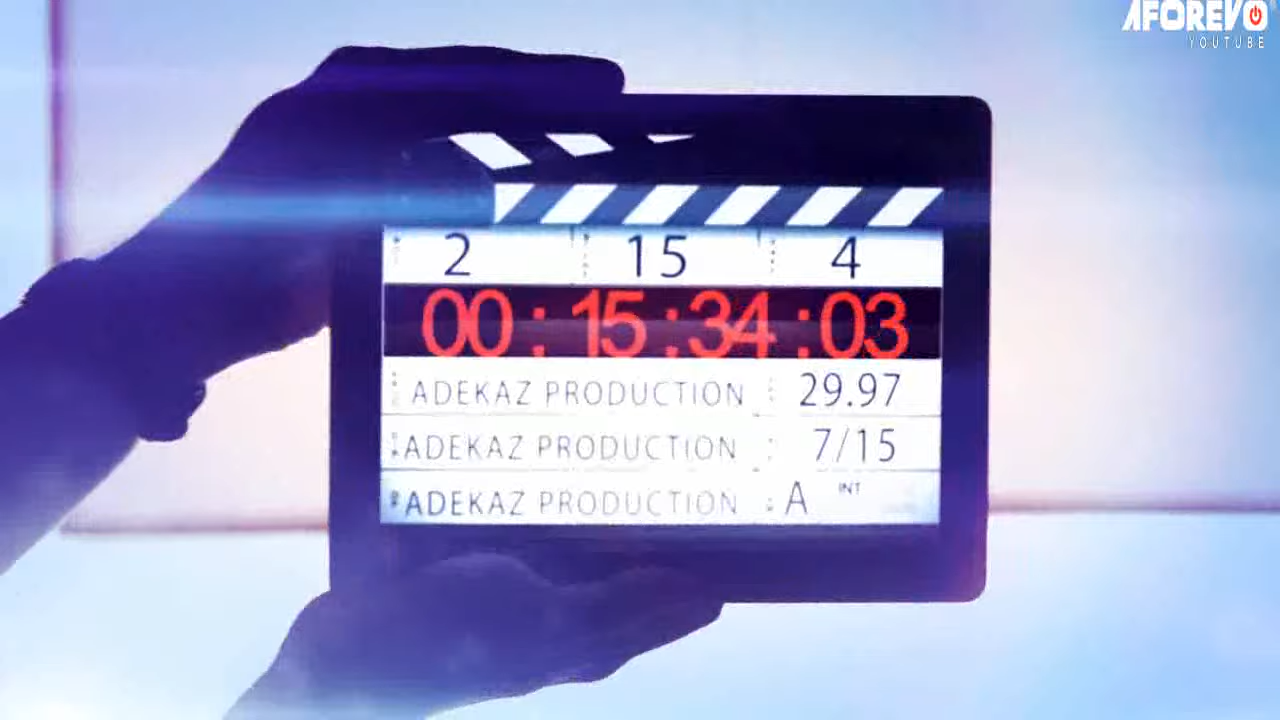 AFOREVO
YOUTUBE
2 15 4
00:15:34:03
ADEKAZ PRODUCTION 29.97
ADEKAZ PRODUCTION 7/15
ADEKAZ PRODUCTION A INT